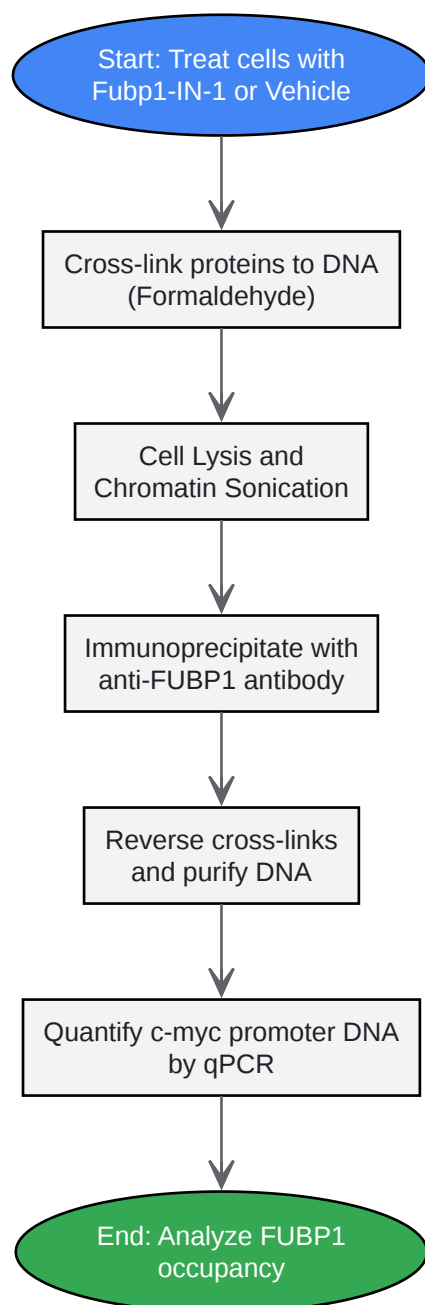 Start: Treat cells with
Fubp1-IN-1 or Vehicle
Cross-link proteins to DNA
(Formaldehyde)
Cell Lysis and
Chromatin Sonication
Immunoprecipitate with
anti-FUBP1 antibody
Reverse cross-links
and purify DNA
Quantify c-myc promoter DNA
by qPCR
End: Analyze FUBP1
occupancy